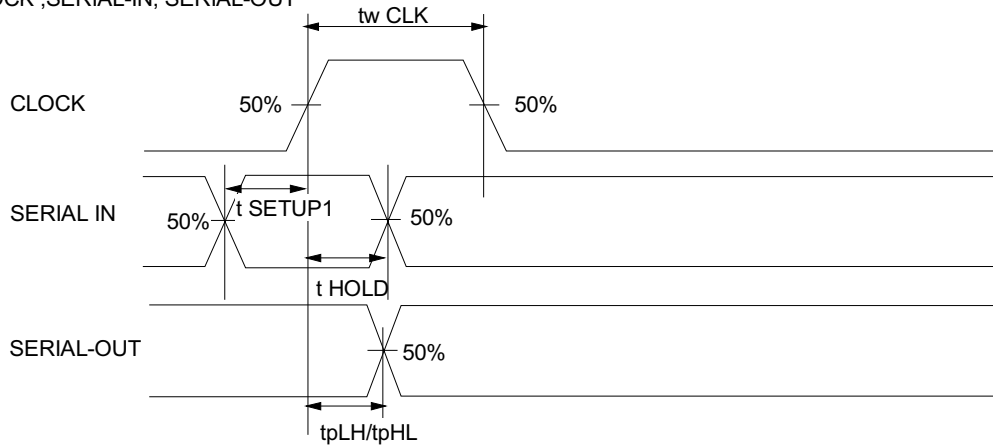 ,SERIAL-IN, SERIAL-OUT
tw CLK
CLOCK
50%
50%
SERIAL IN
50%
t SETUP1
50%
t HOLD
SERIAL-OUT
50%
tpLH/tpHL